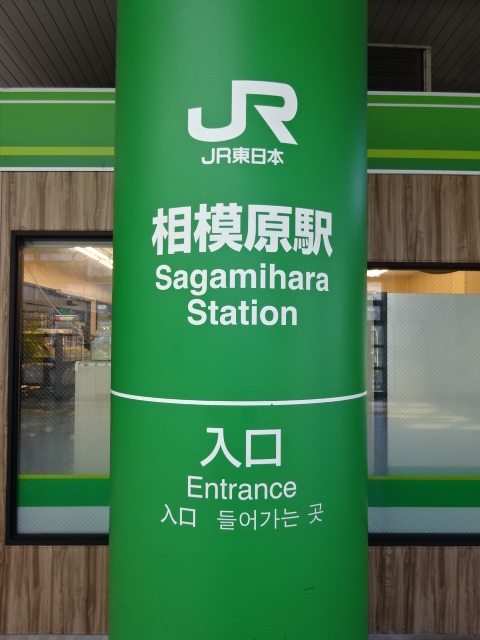 JR
JR東日本
相模原駅
Sagamihara
Station
入口
Entrance
入口 들어가는 곳